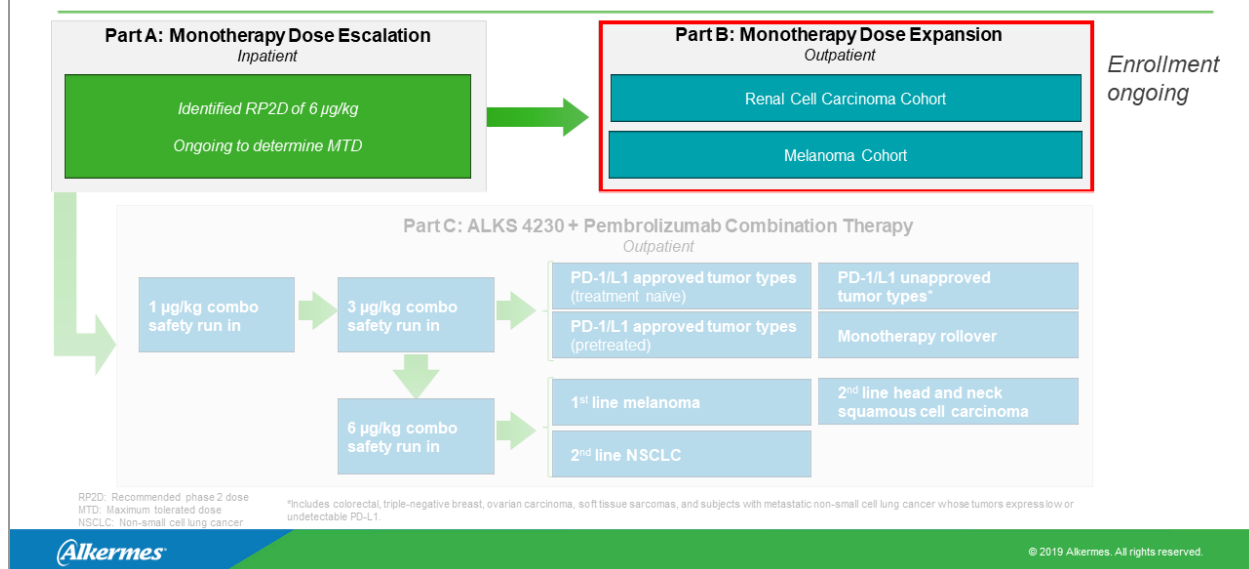 Part A: Monotherapy Dose Escalation
Inpatient
Identified RP2D of 6 µg/kg
Ongoing to determine MTD
Part B: Monotherapy Dose Expansion
Outpatient
Renal Cell Carcinoma Cohort
Melanoma Cohort
Enrollment
ongoing
Part C: ALKS 4230 + Pembrolizumab Combination Therapy
Outpatient
1 µg/kg combo
safety run in
3 µg/kg combo
safety run in
PD-1/L1 approved tumor types
(treatment naïve)
PD-1/L1 unapproved
tumor types*
PD-1/L1 approved tumor types
(pretreated)
Monotherapy rollover
6 µg/kg combo
safety run in
1st line melanoma
2nd line head and neck
squamous cell carcinoma
2nd line NSCLC
RP2D: Recommended phase 2 dose
MTD: Maximum tolerated dose
NSCLC: Non-small cell lung cancer
*Includes colorectal, triple-negative breast, ovarian carcinoma, soft tissue sarcomas, and subjects with metastatic non-small cell lung cancer whose tumors express low or
undetectable PD-L1.
Alkermes
© 2019 Alkermes. All rights reserved.